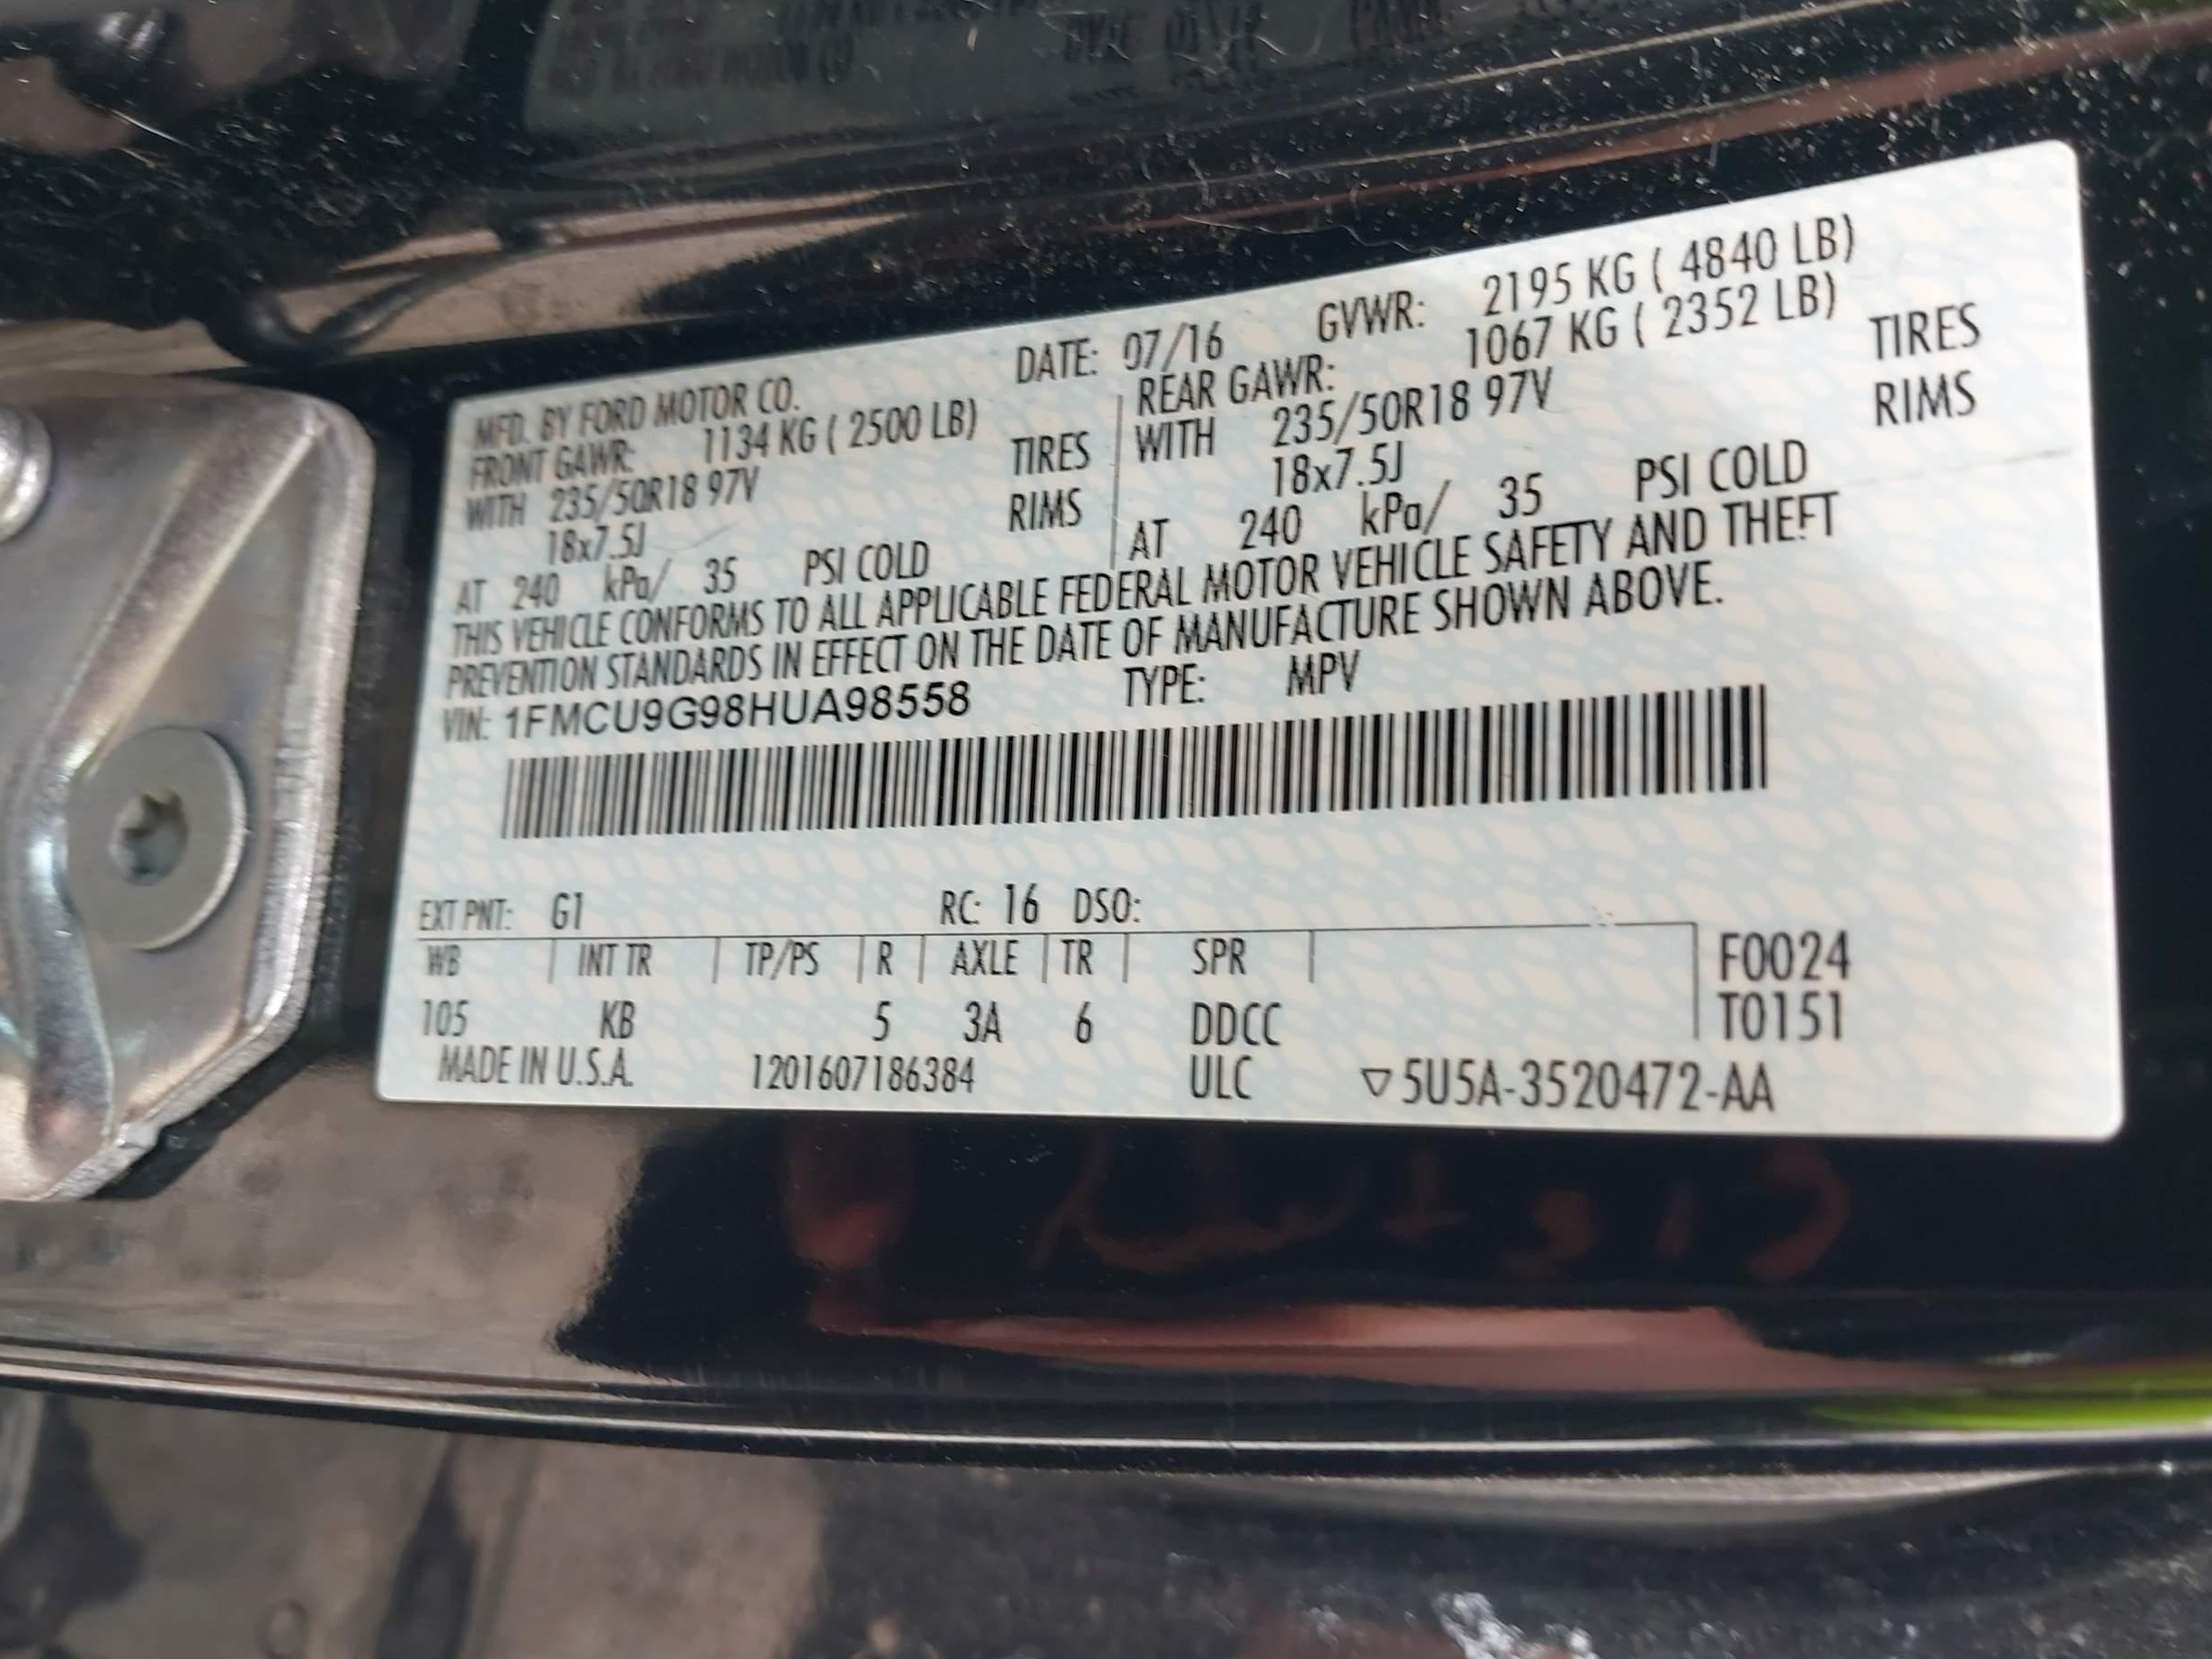 MFD. BY FORD MOTOR CO. DATE: 07/16 GVWR: 2195 KG ( 4840 LB)
FRONT GAWR: 1134 KG ( 2500 LB) REAR GAWR: 1067 KG ( 2352 LB)
WITH 235/50R18 97V TIRES WITH 235/50R18 97V TIRES
18x7.5J RIMS 18x7.5J RIMS
AT 240 kPa/ 35 PSI COLD AT 240 kPa/ 35 PSI COLD
THIS VEHICLE CONFORMS TO ALL APPLICABLE FEDERAL MOTOR VEHICLE SAFETY AND THEFT
PREVENTION STANDARDS IN EFFECT ON THE DATE OF MANUFACTURE SHOWN ABOVE.
VIN: 1FMCU9G98HUA98558 TYPE: MPV
EXT PNT: G1 RC: 16 DSO:
WB INT TR TP/PS R AXLE TR SPR F0024
105 KB 5 3A 6 DDCC T0151
MADE IN U.S.A. 1201607186384 ULC ▽5U5A-3520472-AA